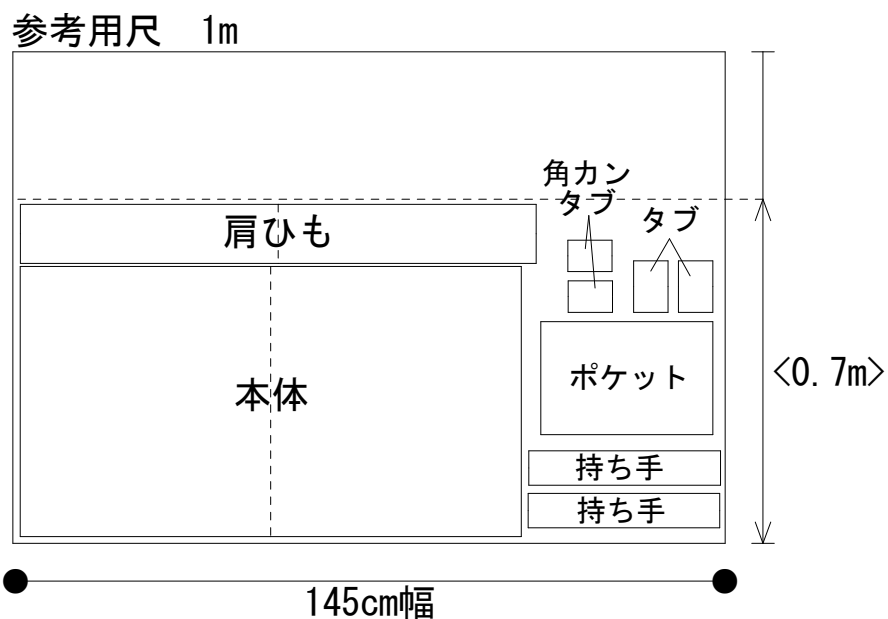 参考用尺　1m
角カン
タブ
タブ
肩ひも
本体
ポケット
<0.7m>
持ち手
持ち手
145cm幅